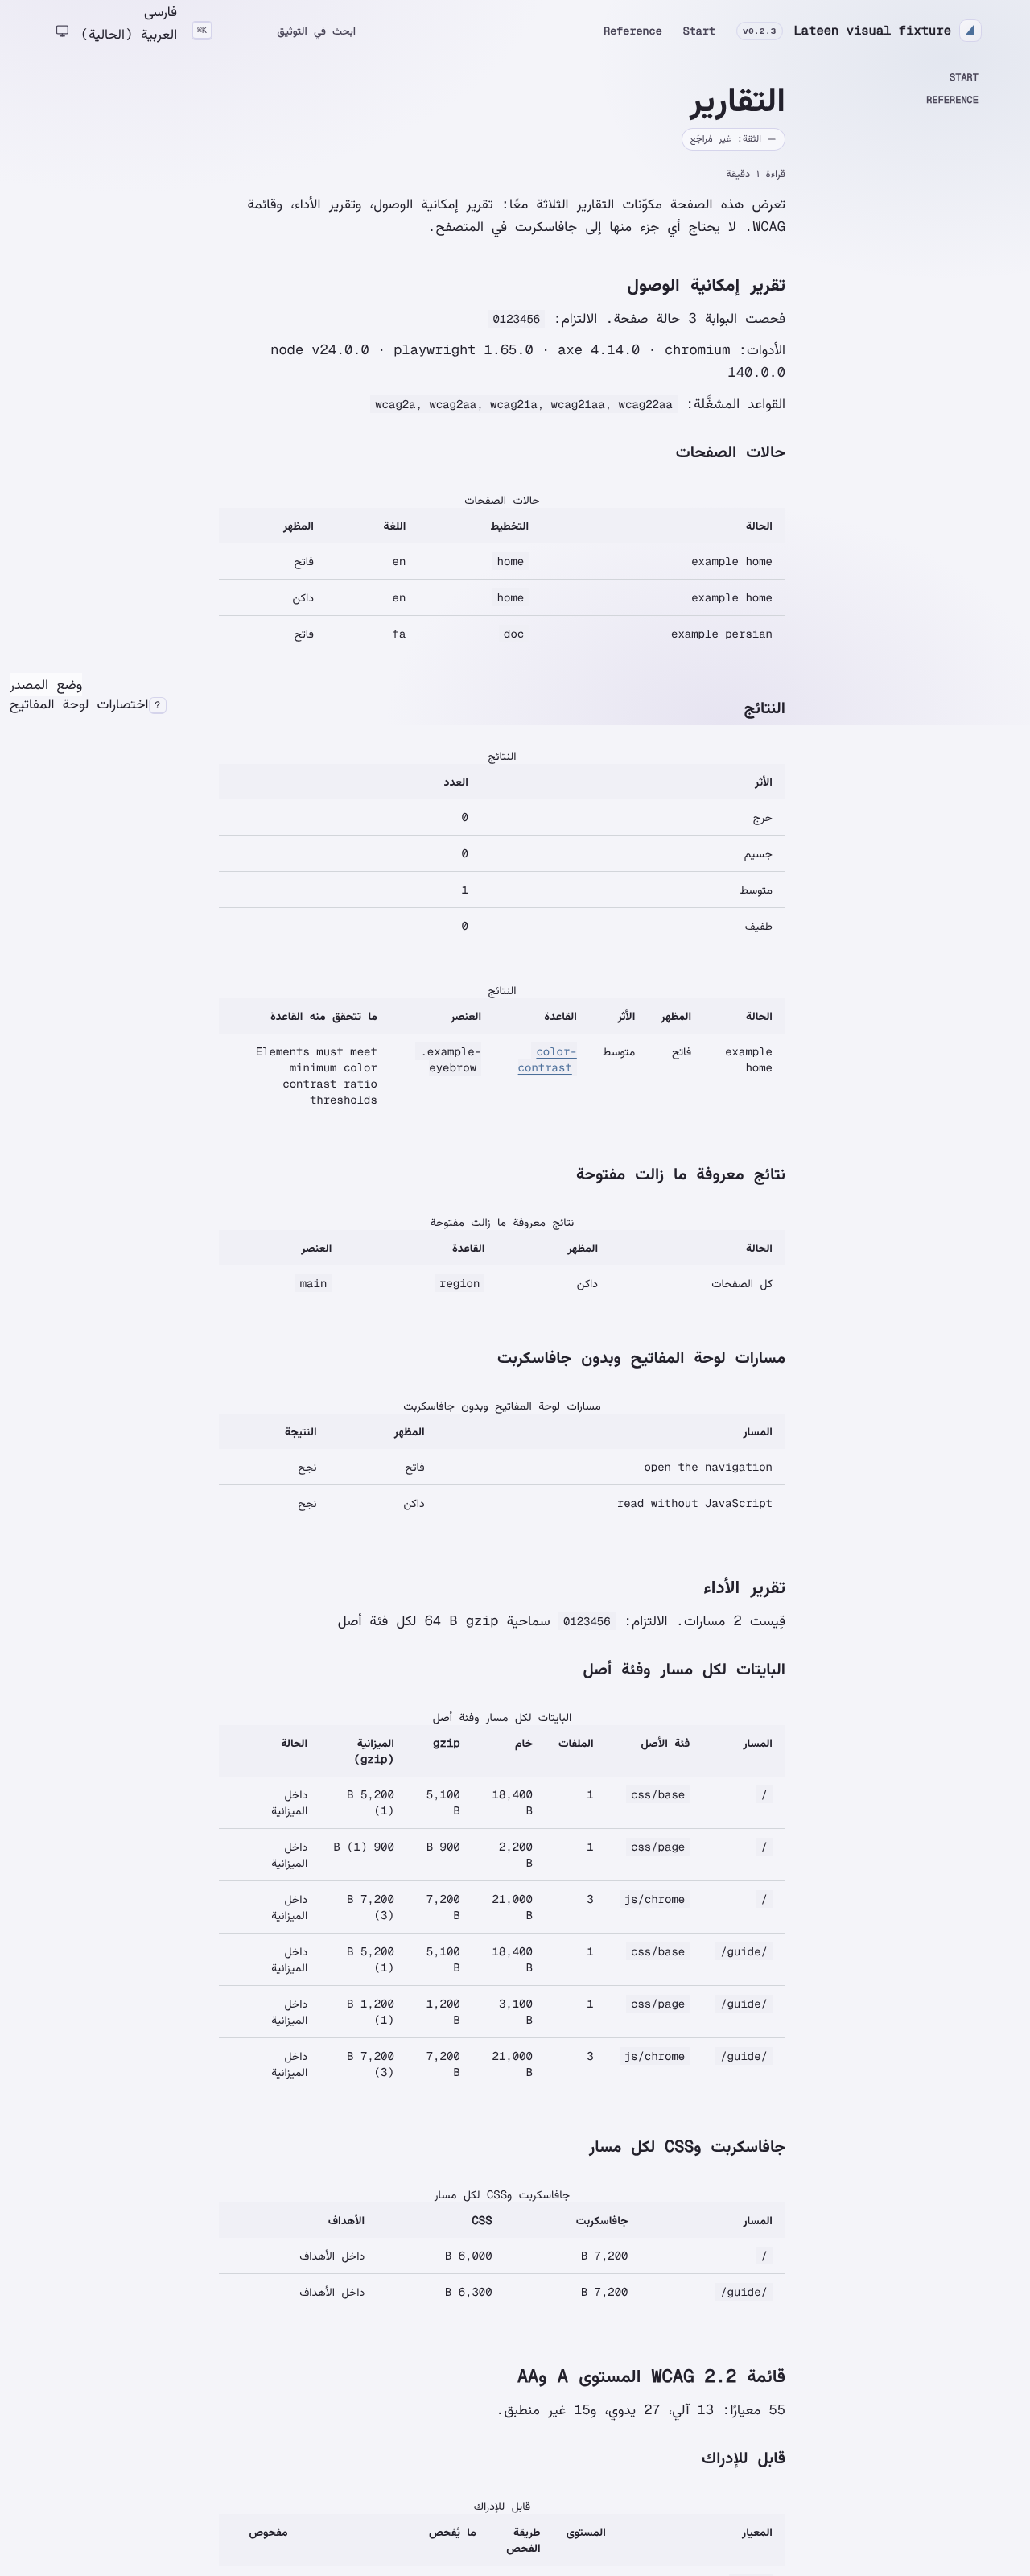 Lateen visual fixture v0.2.3 Start Reference
ابحث في التوثيق ⌘K
فارسی
العربية (الحالية)
START
REFERENCE
التقارير
— الثقة: غير مُراجَع
قراءة ١ دقيقة
تعرض هذه الصفحة مكوّنات التقارير الثلاثة معًا: تقرير إمكانية الوصول، وتقرير الأداء، وقائمة
WCAG. لا يحتاج أي جزء منها إلى جافاسكربت في المتصفح.
تقرير إمكانية الوصول
فحصت البوابة 3 حالة صفحة. الالتزام: 0123456
الأدوات: node v24.0.0 · playwright 1.65.0 · axe 4.14.0 · chromium
140.0.0
القواعد المشغَّلة: wcag2a, wcag2aa, wcag21a, wcag21aa, wcag22aa
حالات الصفحات
حالات الصفحات
الحالة التخطيط اللغة المظهر
example home home en فاتح
example home home en داكن
example persian doc fa فاتح
وضع المصدر
اختصارات لوحة المفاتيح ?
النتائج
النتائج
الأثر العدد
حرج 0
جسيم 0
متوسط 1
طفيف 0
النتائج
الحالة المظهر الأثر القاعدة العنصر ما تتحقق منه القاعدة
example فاتح متوسط color- .example- Elements must meet
home contrast eyebrow minimum color
contrast ratio
thresholds
نتائج معروفة ما زالت مفتوحة
نتائج معروفة ما زالت مفتوحة
الحالة المظهر القاعدة العنصر
كل الصفحات داكن region main
مسارات لوحة المفاتيح وبدون جافاسكربت
مسارات لوحة المفاتيح وبدون جافاسكربت
المسار المظهر النتيجة
open the navigation فاتح نجح
read without JavaScript داكن نجح
تقرير الأداء
قِيست 2 مسارات. الالتزام: 0123456 سماحية 64 B gzip لكل فئة أصل
البايتات لكل مسار وفئة أصل
البايتات لكل مسار وفئة أصل
المسار فئة الأصل الملفات خام gzip الميزانية الحالة
(gzip)
/ css/base 1 18,400 5,100 5,200 B داخل
B B (1) الميزانية
/ css/page 1 2,200 900 B 900 B (1) داخل
B الميزانية
/ js/chrome 3 21,000 7,200 7,200 B داخل
B B (3) الميزانية
/guide/ css/base 1 18,400 5,100 5,200 B داخل
B B (1) الميزانية
/guide/ css/page 1 3,100 1,200 1,200 B داخل
B B (1) الميزانية
/guide/ js/chrome 3 21,000 7,200 7,200 B داخل
B B (3) الميزانية
جافاسكربت وCSS لكل مسار
جافاسكربت وCSS لكل مسار
المسار جافاسكربت CSS الأهداف
/ 7,200 B 6,000 B داخل الأهداف
/guide/ 7,200 B 6,300 B داخل الأهداف
قائمة WCAG 2.2 المستوى A وAA
55 معيارًا: 13 آلي، 27 يدوي، و15 غير منطبق.
قابل للإدراك
قابل للإدراك
المعيار المستوى طريقة ما يُفحص مفحوص
الفحص